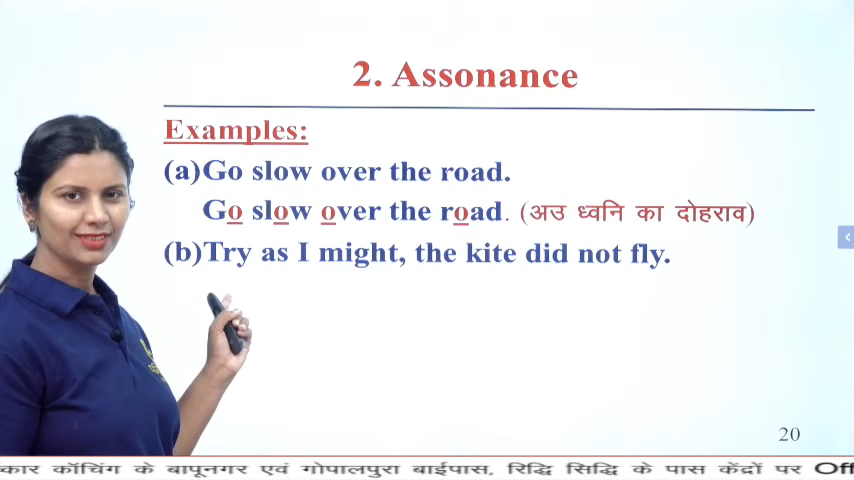 2. Assonance
Examples:
(a)Go slow over the road.
Go slow over the road. (अउ ध्वनि का दोहराव)
(b)Try as I might, the kite did not fly.
20
कार कॉचिंग के बापूनगर एवं गोपालपुरा बाईपास, रिद्धि सिद्धि के पास केंद्रों पर Off